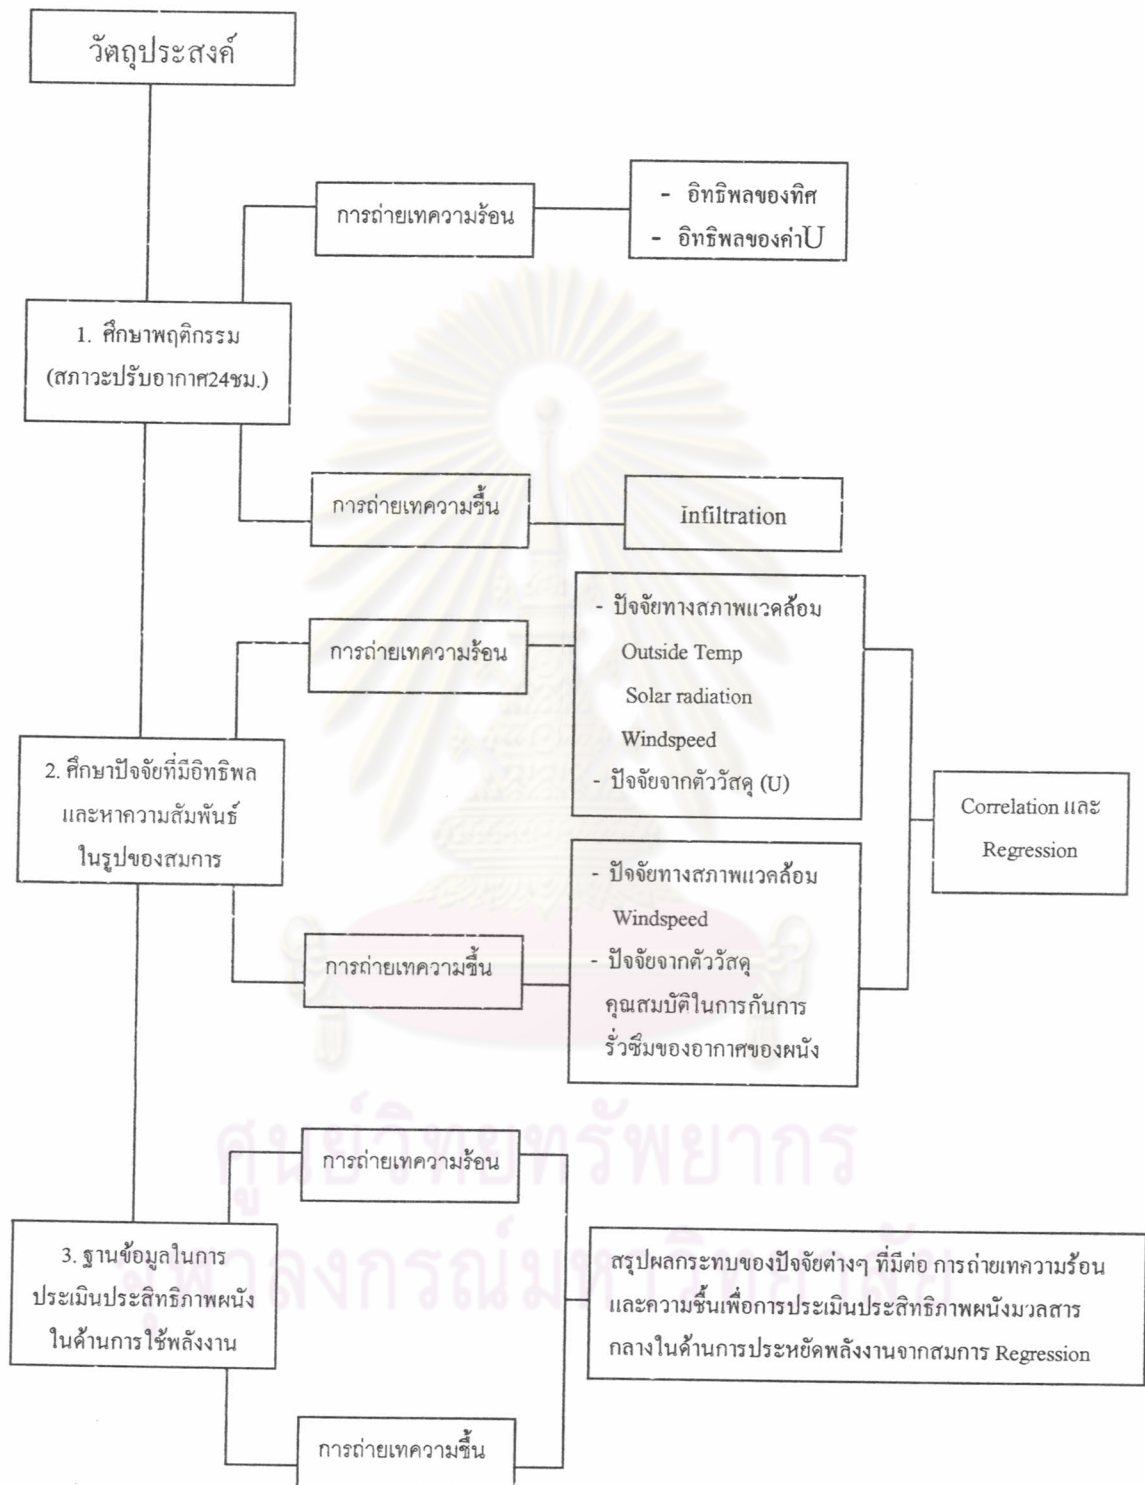 วัตถุประสงค์
การถ่ายเทความร้อน
- อิทธิพลของทิศ
- อิทธิพลของค่าU
1. ศึกษาพฤติกรรม
(สภาวะปรับอากาศ24ชม.)
การถ่ายเทความชื้น
Infiltration
การถ่ายเทความร้อน
- ปัจจัยทางสภาพแวดล้อม
Outside Temp
Solar radiation
Windspeed
- ปัจจัยจากตัววัสดุ (U)
2. ศึกษาปัจจัยที่มีอิทธิพล
และหาความสัมพันธ์
ในรูปของสมการ
Correlation และ
Regression
การถ่ายเทความชื้น
- ปัจจัยทางสภาพแวดล้อม
Windspeed
- ปัจจัยจากตัววัสดุ
คุณสมบัติในการกันการ
รั่วซึมของอากาศของผนัง
ศูนย์วิทยทรัพยากร
จุฬาลงกรณ์มหาวิทยาลัย
การถ่ายเทความร้อน
3. ฐานข้อมูลในการ
ประเมินประสิทธิภาพผนัง
ในด้านการใช้พลังงาน
สรุปผลกระทบของปัจจัยต่างๆ ที่มีต่อ การถ่ายเทความร้อน
และความชื้นเพื่อการประเมินประสิทธิภาพผนังมวลสาร
กลางในด้านการประหยัดพลังงานจากสมการ Regression
การถ่ายเทความชื้น